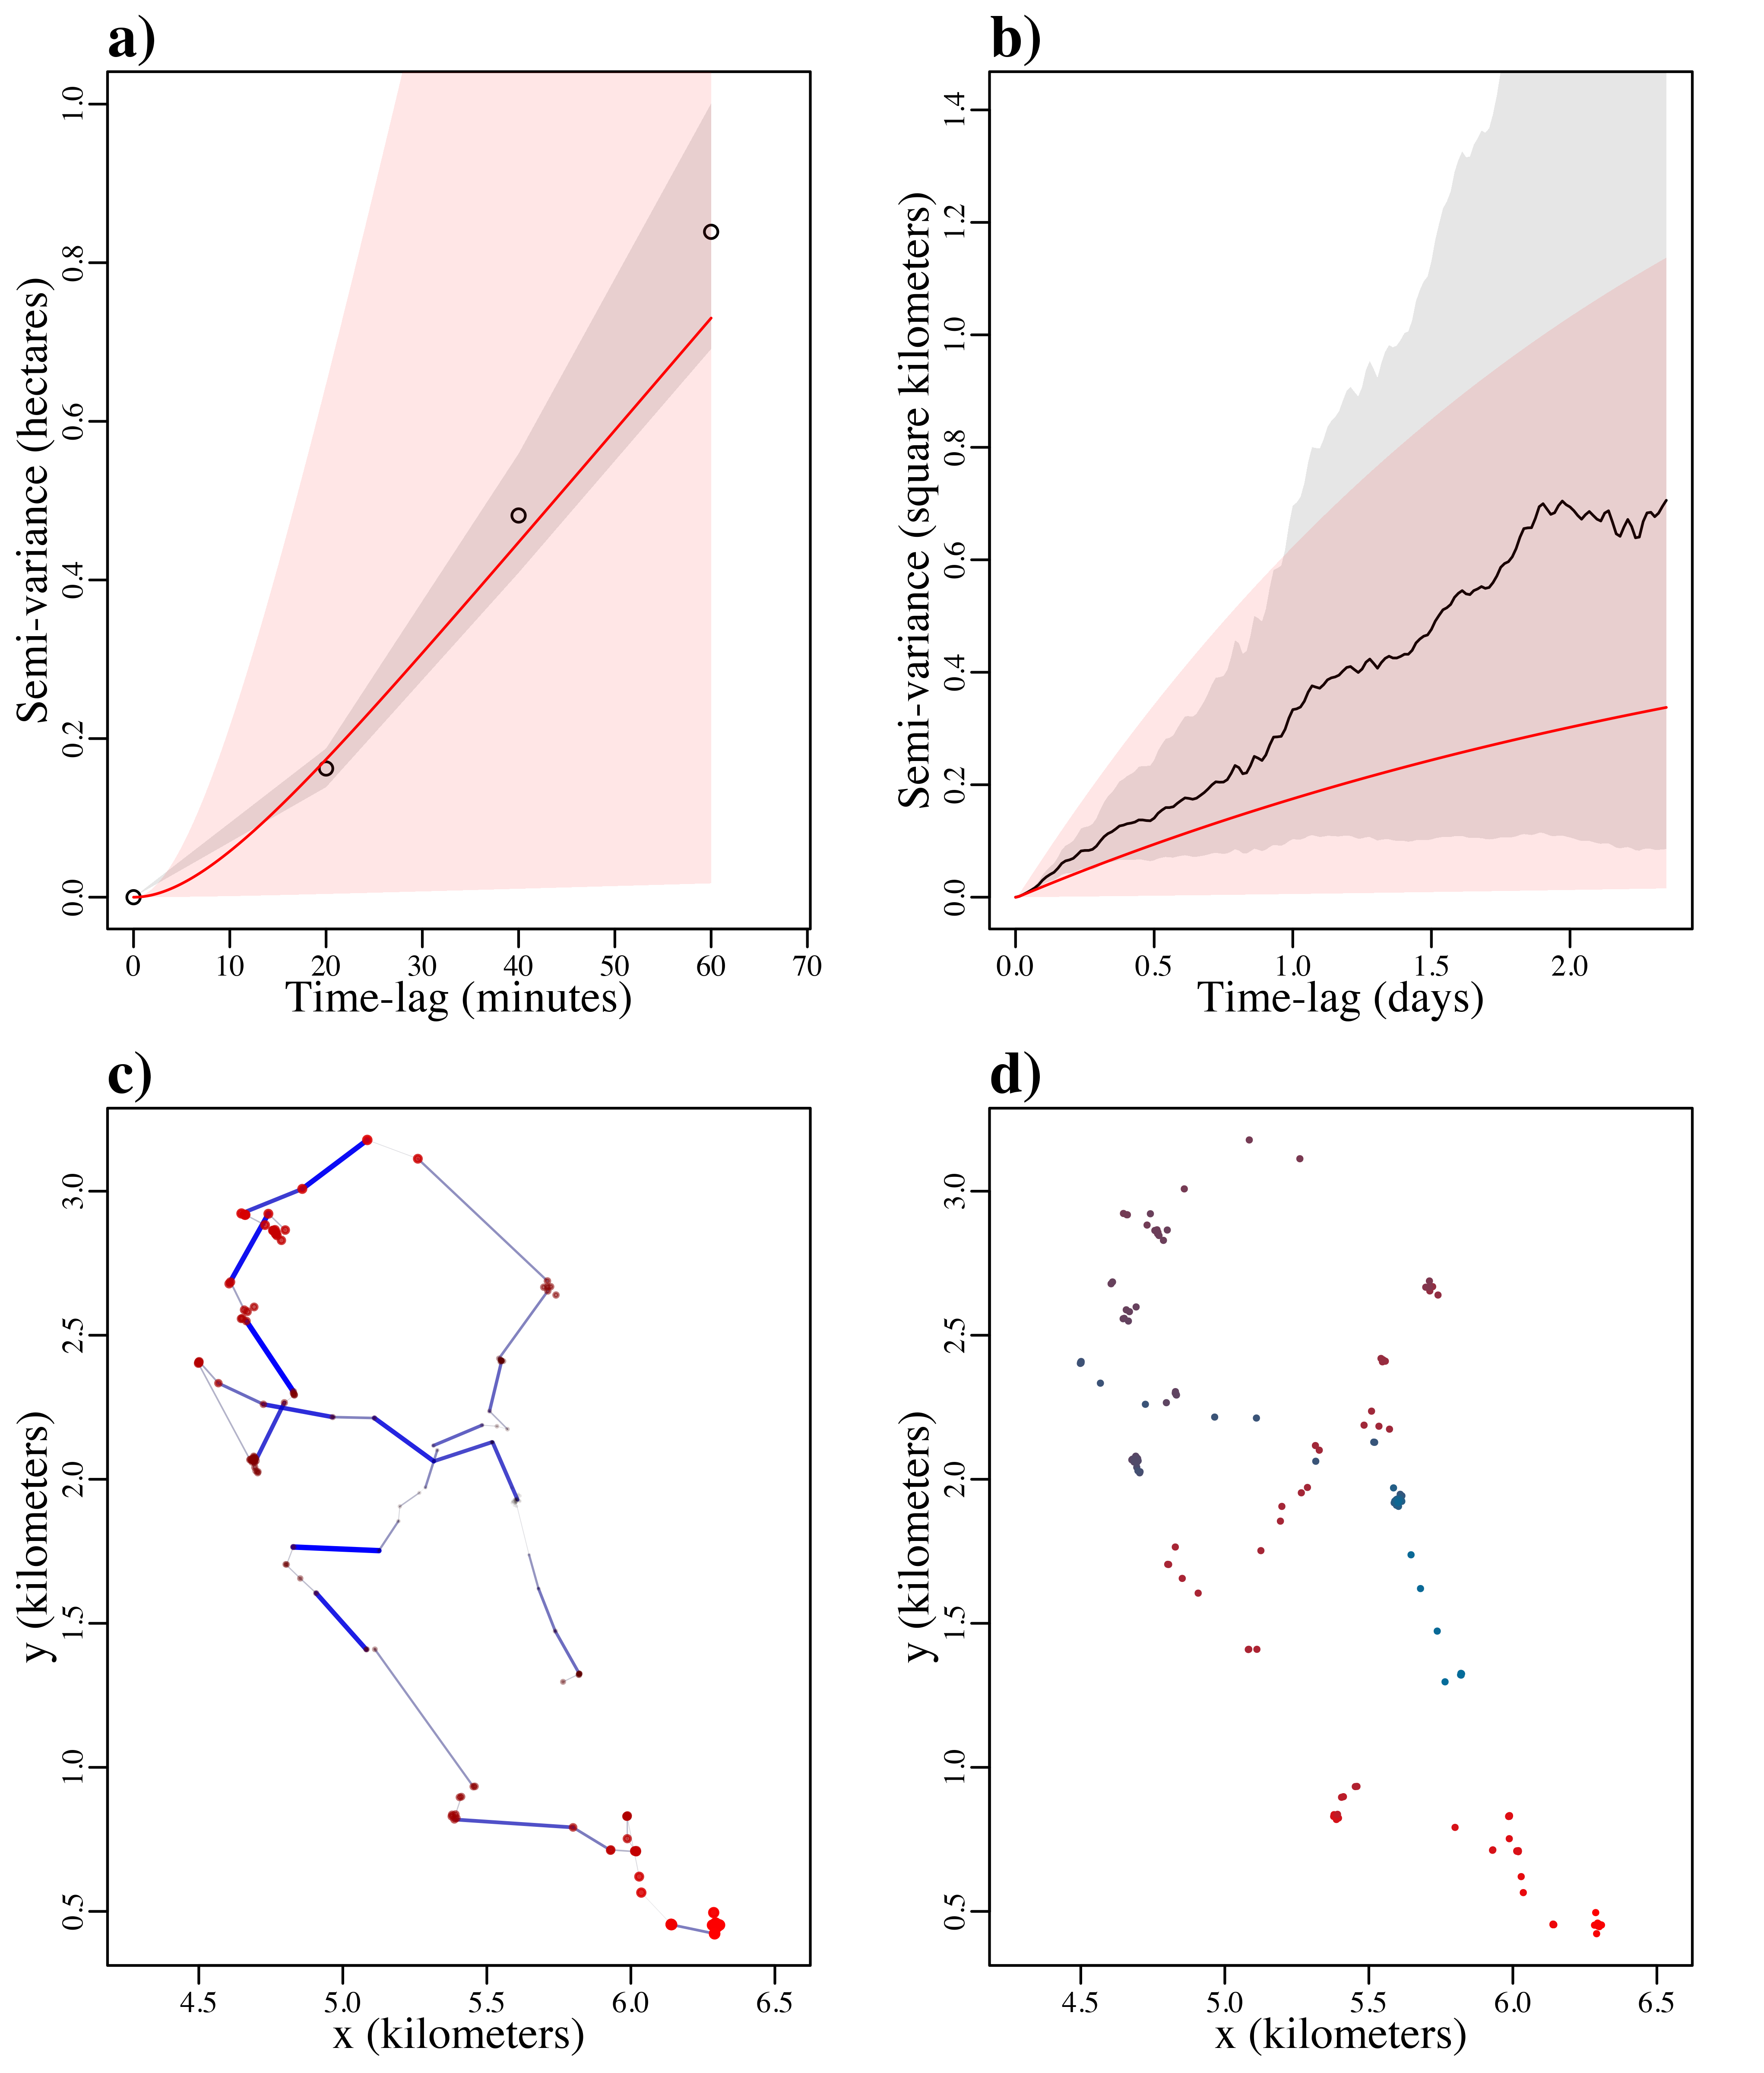 a)
Semi-variance (hectares)
1.0
0.8
0.6
0.4
0.2
0.0
0 10 20 30 40 50 60 70
Time-lag (minutes)
b)
Semi-variance (square kilometers)
1.4
1.2
1.0
0.8
0.6
0.4
0.2
0.0
0.0 0.5 1.0 1.5 2.0
Time-lag (days)
c)
y (kilometers)
3.0
2.5
2.0
1.5
1.0
0.5
4.5 5.0 5.5 6.0 6.5
x (kilometers)
d)
y (kilometers)
3.0
2.5
2.0
1.5
1.0
0.5
4.5 5.0 5.5 6.0 6.5
x (kilometers)